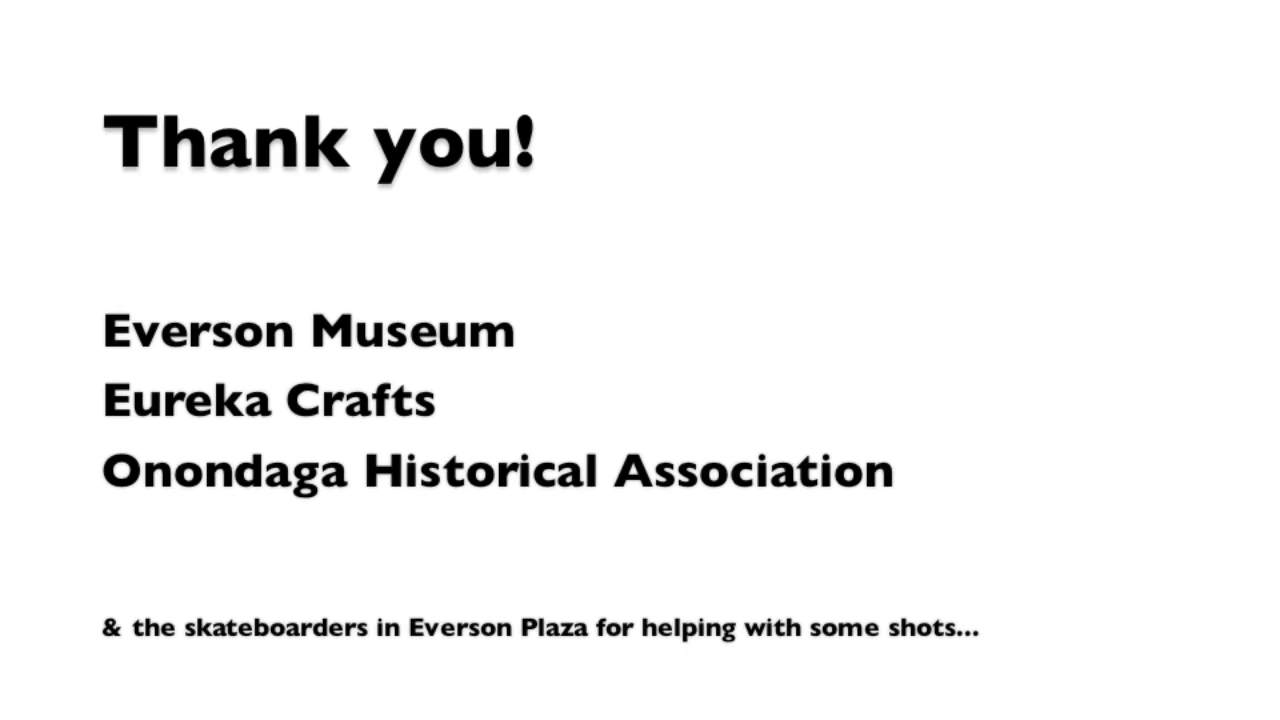 Thank you!
Everson Museum
Eureka Crafts
Onondaga Historical Association
& the skateboarders in Everson Plaza for helping with some shots...